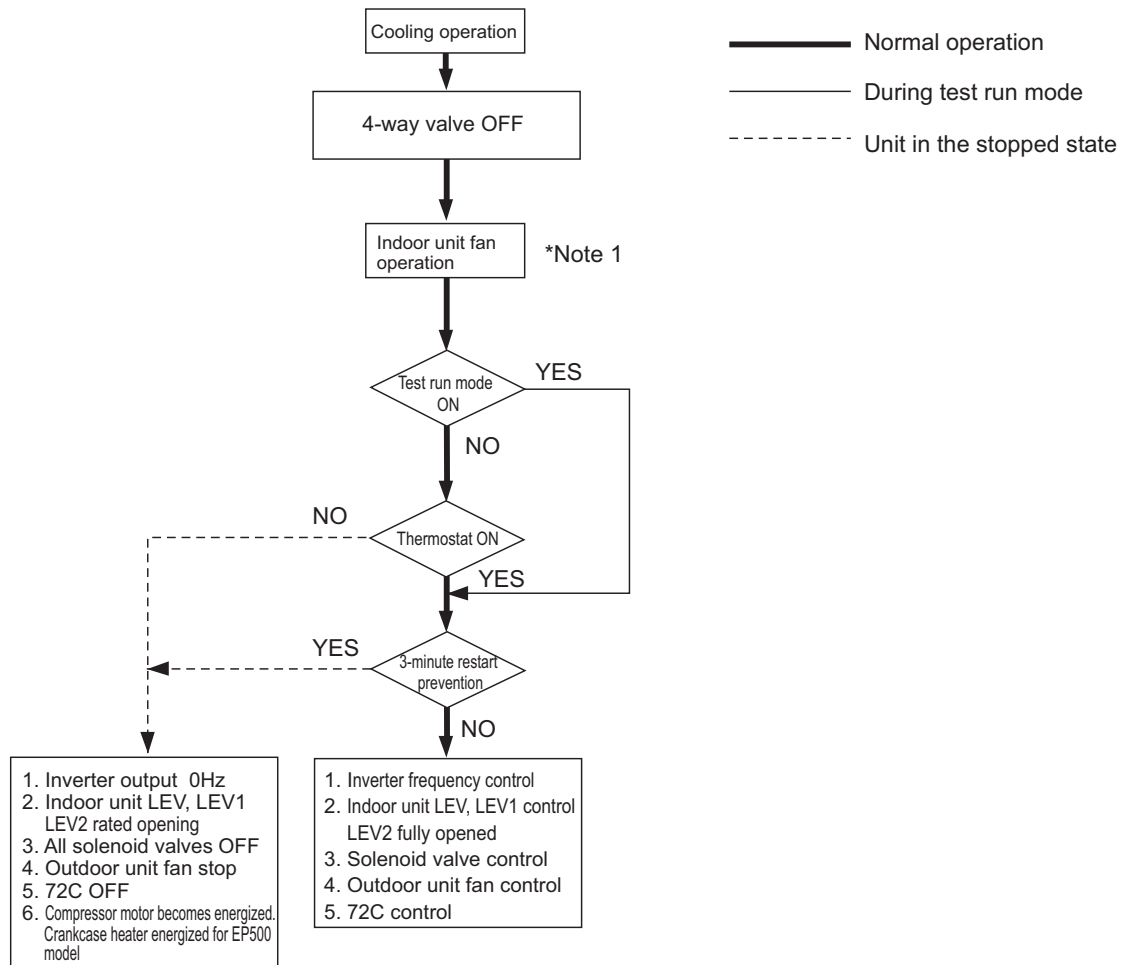 Cooling operation
Normal operation
During test run mode
4-way valve OFF
Unit in the stopped state
Indoor unit fan
operation
*Note 1
Test run mode
ON
YES
NO
NO
Thermostat ON
YES
YES
3-minute restart
prevention
NO
1. Inverter output 0Hz
2. Indoor unit LEV, LEV1
LEV2 rated opening
3. All solenoid valves OFF
4. Outdoor unit fan stop
5. 72C OFF
6. Compressor motor becomes energized.
Crankcase heater energized for EP500
model
1. Inverter frequency control
2. Indoor unit LEV, LEV1 control
LEV2 fully opened
3. Solenoid valve control
4. Outdoor unit fan control
5. 72C control